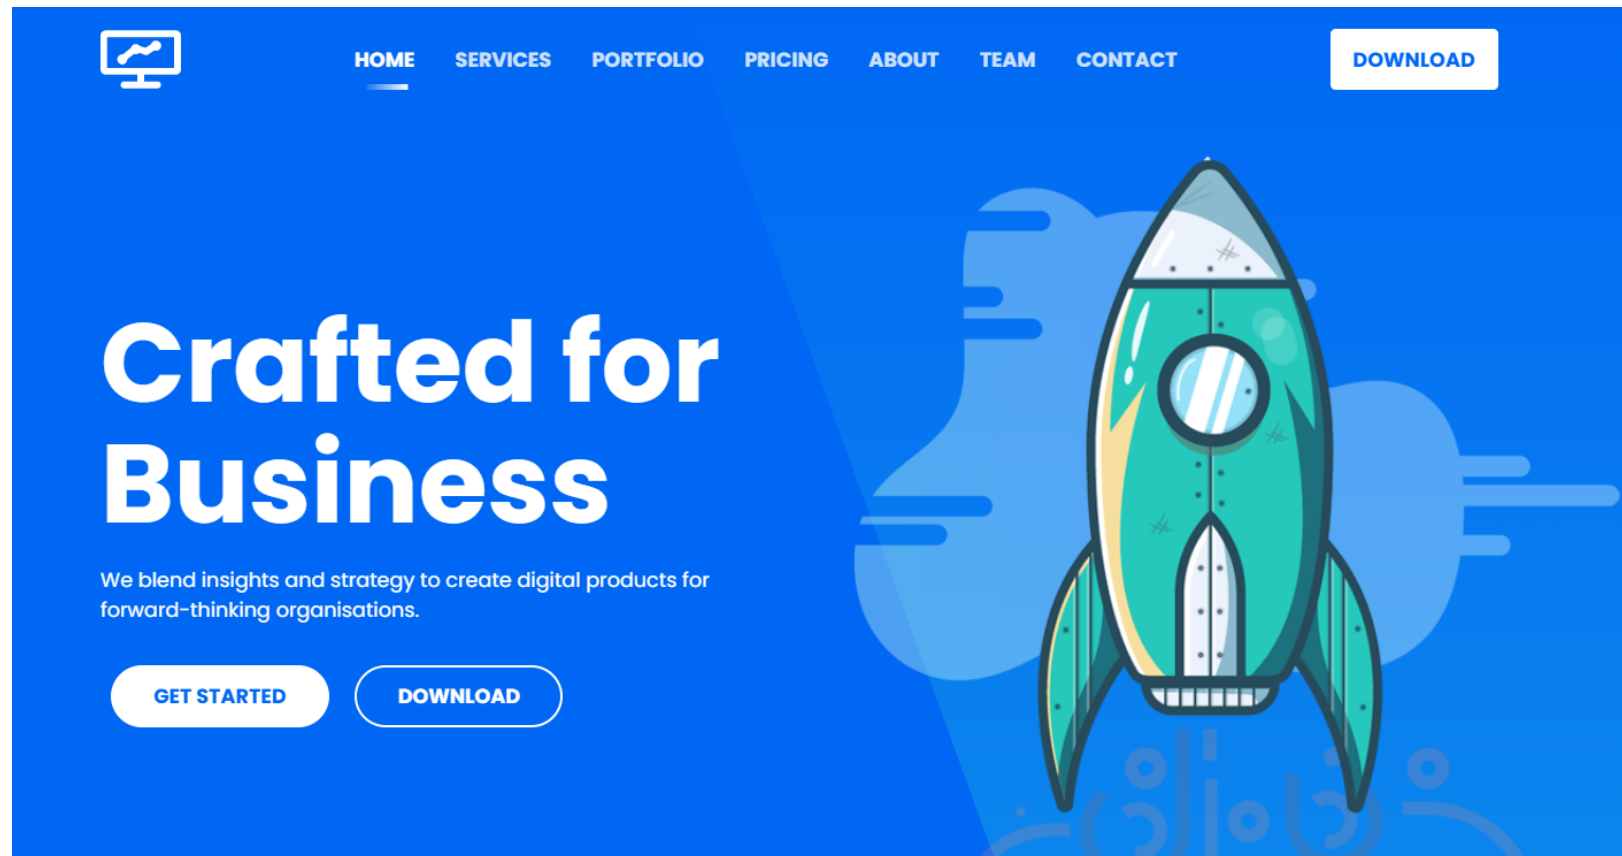 HOME SERVICES PORTFOLIO PRICING ABOUT TEAM CONTACT DOWNLOAD
Crafted for
Business
We blend insights and strategy to create digital products for
forward-thinking organisations.
GET STARTED DOWNLOAD